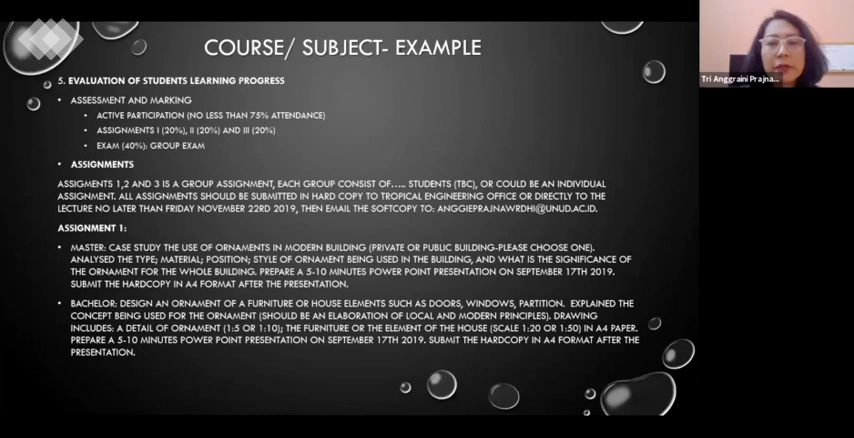 COURSE/ SUBJECT- EXAMPLE
Tri Anggraini Prajna...
5. EVALUATION OF STUDENTS LEARNING PROGRESS
• ASSESSMENT AND MARKING
• ACTIVE PARTICIPATION (NO LESS THAN 75% ATTENDANCE)
• ASSIGNMENTS I (20%), II (20%) AND III (20%)
• EXAM (40%): GROUP EXAM
• ASSIGNMENTS
ASSIGMENTS 1,2 AND 3 IS A GROUP ASSIGNMENT, EACH GROUP CONSIST OF..... STUDENTS (TBC), OR COULD BE AN INDIVIDUAL
ASSIGNMENT. ALL ASSIGNMENTS SHOULD BE SUBMITTED IN HARD COPY TO TROPICAL ENGINEERING OFFICE OR DIRECTLY TO THE
LECTURE NO LATER THAN FRIDAY NOVEMBER 22RD 2019, THEN EMAIL THE SOFTCOPY TO: ANGGIEPRAJNAWRDHI@UNUD.AC.ID.
ASSIGNMENT 1:
• MASTER: CASE STUDY THE USE OF ORNAMENTS IN MODERN BUILDING (PRIVATE OR PUBLIC BUILDING-PLEASE CHOOSE ONE).
ANALYSED THE TYPE; MATERIAL; POSITION; STYLE OF ORNAMENT BEING USED IN THE BUILDING, AND WHAT IS THE SIGNIFICANCE OF
THE ORNAMENT FOR THE WHOLE BUILDING. PREPARE A 5-10 MINUTES POWER POINT PRESENTATION ON SEPTEMBER 17TH 2019.
SUBMIT THE HARDCOPY IN A4 FORMAT AFTER THE PRESENTATION.
• BACHELOR: DESIGN AN ORNAMENT OF A FURNITURE OR HOUSE ELEMENTS SUCH AS DOORS, WINDOWS, PARTITION. EXPLAINED THE
CONCEPT BEING USED FOR THE ORNAMENT (SHOULD BE AN ELABORATION OF LOCAL AND MODERN PRINCIPLES). DRAWING
INCLUDES: A DETAIL OF ORNAMENT (1:5 OR 1:10); THE FURNITURE OR THE ELEMENT OF THE HOUSE (SCALE 1:20 OR 1:50) IN A4 PAPER.
PREPARE A 5-10 MINUTES POWER POINT PRESENTATION ON SEPTEMBER 17TH 2019. SUBMIT THE HARDCOPY IN A4 FORMAT AFTER THE
PRESENTATION.